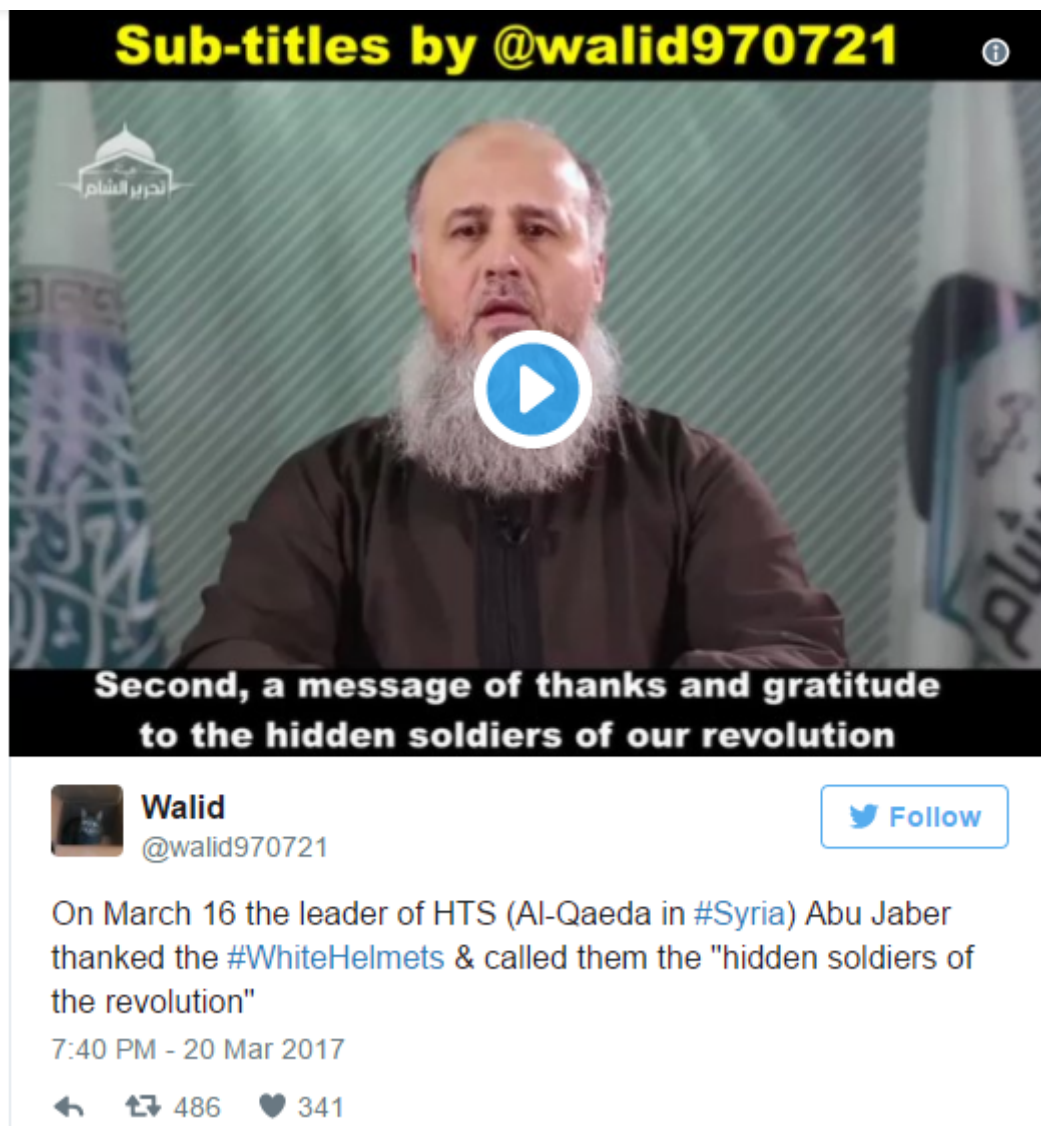 Sub-titles by @walid970721
هيئة
تحرير الشام
Second, a message of thanks and gratitude
to the hidden soldiers of our revolution
Walid
@walid970721
Follow
On March 16 the leader of HTS (Al-Qaeda in #Syria) Abu Jaber
thanked the #WhiteHelmets & called them the "hidden soldiers of
the revolution"
7:40 PM - 20 Mar 2017
486 341